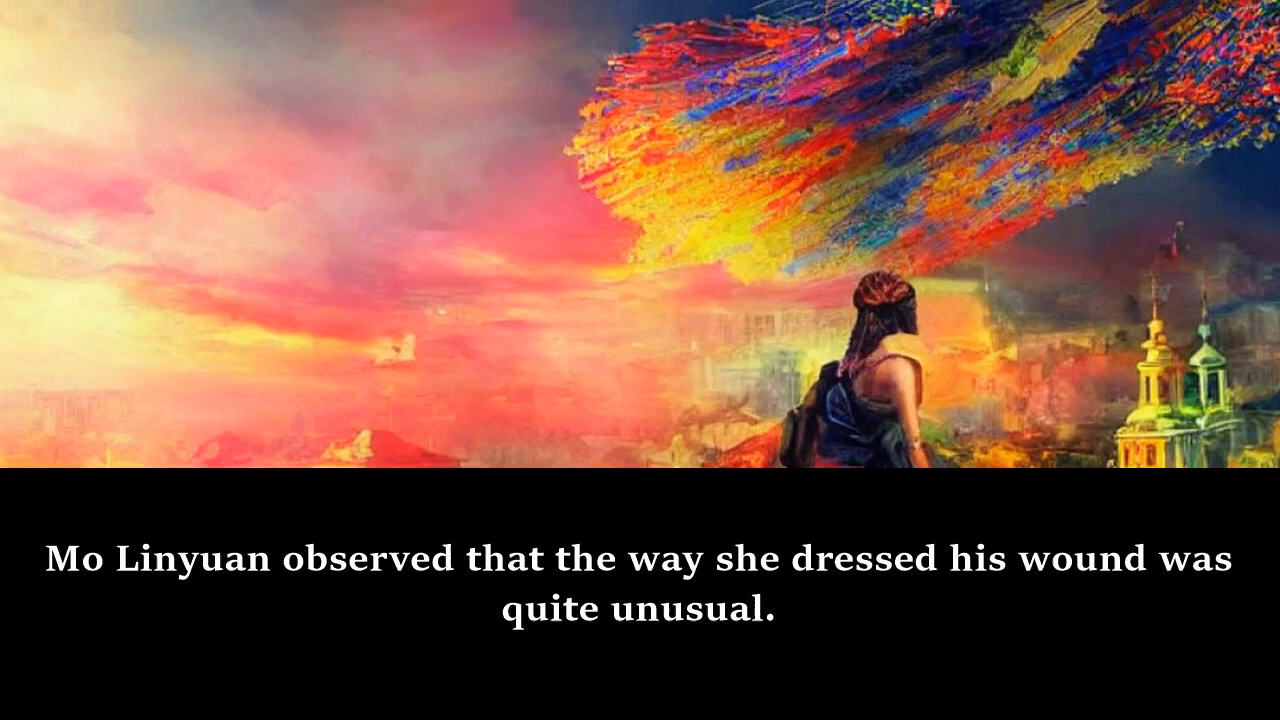 Mo Linyuan observed that the way she dressed his wound was
quite unusual.